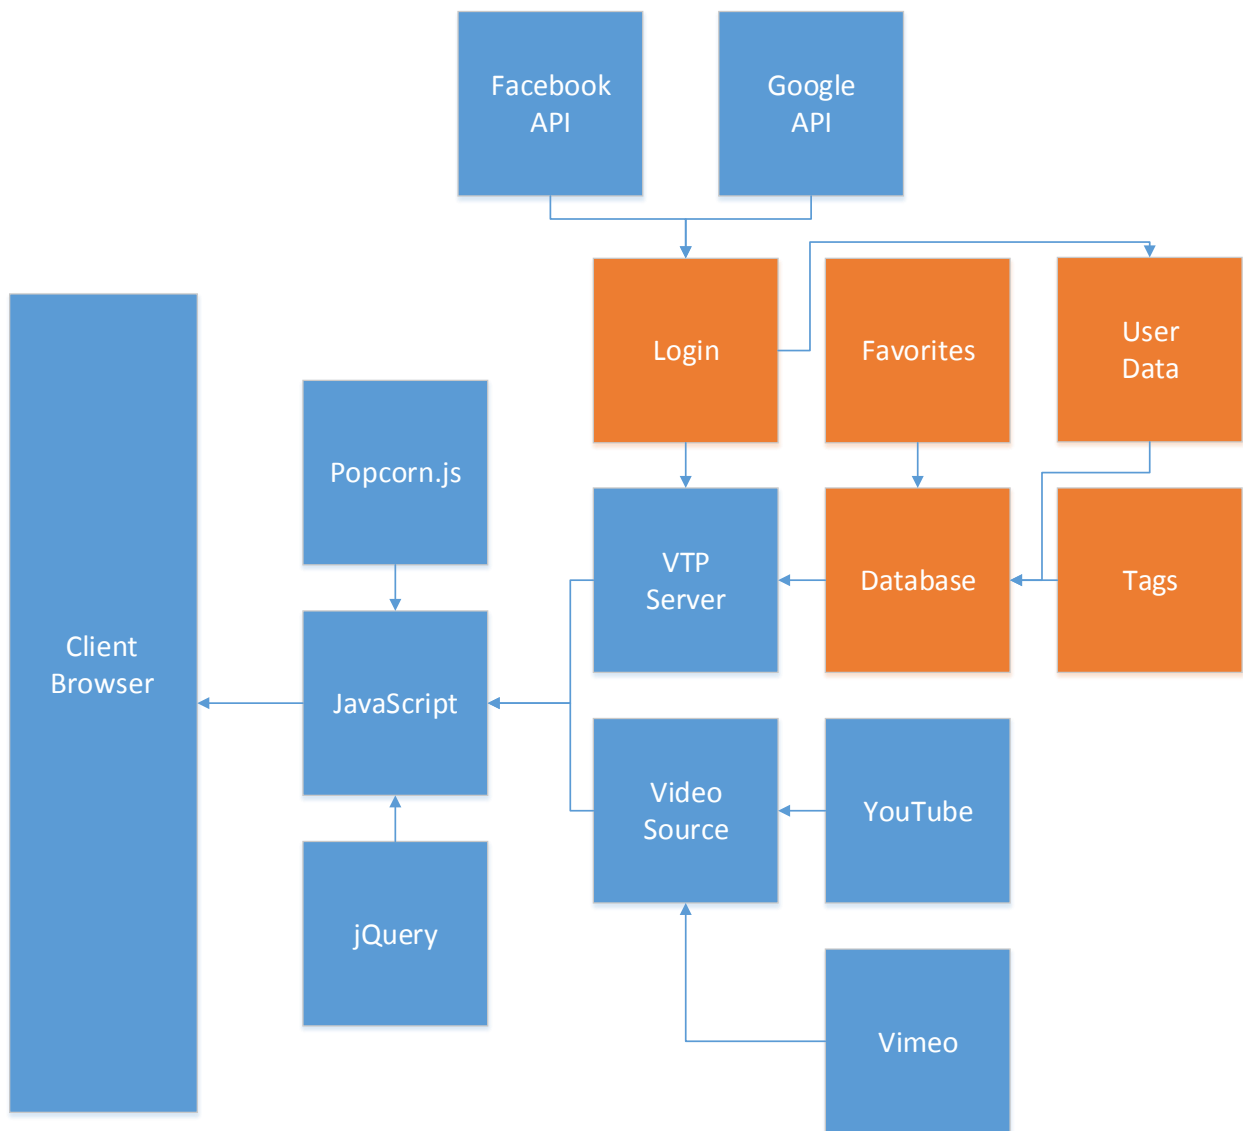 Facebook
API
Google
API
Login
Favorites
User
Data
Popcorn.js
VTP
Server
Database
Tags
Client
Browser
JavaScript
Video
Source
YouTube
jQuery
Vimeo